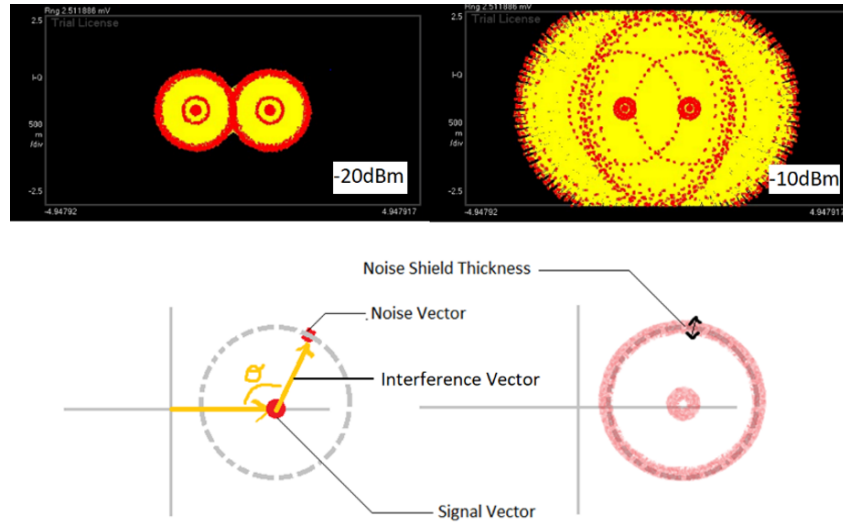 Rng 2.511886 mV
Trial License
2.5
I-Q
500
m
/div
-2.5
-4.94792
4.947917
-20dBm
Rng 2.511886 mV
Trial License
2.5
I-Q
500
m
/div
-2.5
-4.94792
4.947917
-10dBm
Noise Shield Thickness
Noise Vector
Interference Vector
θ
Signal Vector